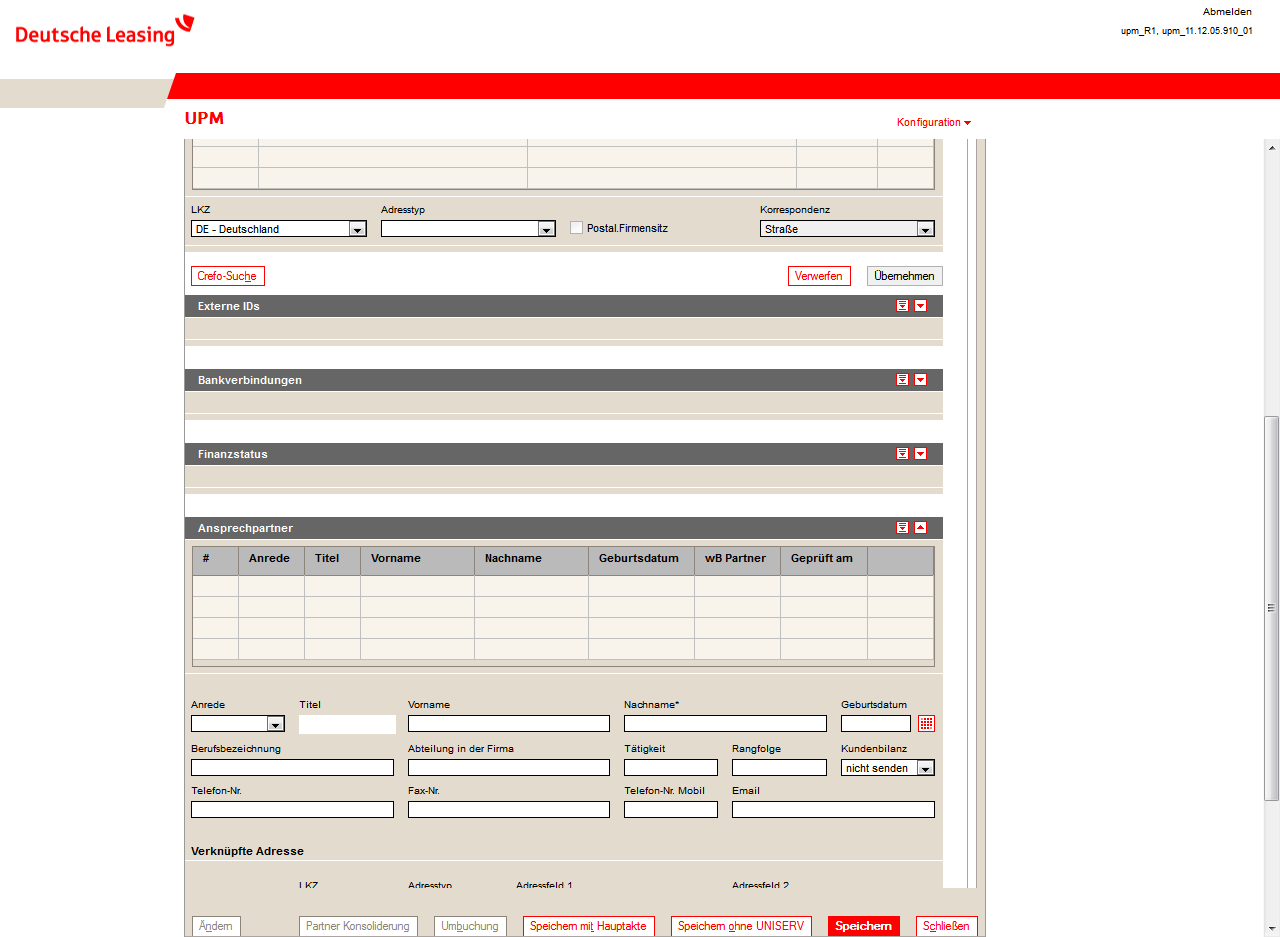 Abmelden
Deutsche Leasing
upm_R1, upm_11.12.05.910_01
UPM
Konfiguration
LKZ Adresstyp Korrespondenz
DE - Deutschland Postal.Firmensitz Straße
Crefo-Suche Verwerfen Übernehmen
Externe IDs
Bankverbindungen
Finanzstatus
Ansprechpartner
# Anrede Titel Vorname Nachname Geburtsdatum wB Partner Geprüft am
Anrede Titel Vorname Nachname* Geburtsdatum
Berufsbezeichnung Abteilung in der Firma Tätigkeit Rangfolge Kundenbilanz
nicht senden
Telefon-Nr. Fax-Nr. Telefon-Nr. Mobil Email
Verknüpfte Adresse
LKZ Adresstyp Adressfeld 1 Adressfeld 2
Ändern Partner Konsolidierung Umbuchung Speichern mit Hauptakte Speichern ohne UNISERV Speichern Schließen